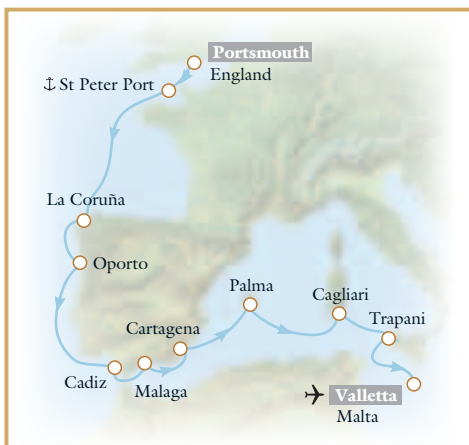 Portsmouth
England
St Peter Port
La Coruña
Oporto
Palma
Cagliari
Trapani
Cartagena
Cadiz
Malaga
Valletta
Malta